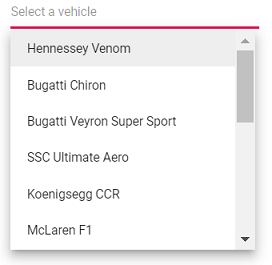 Select a vehicle
Hennessey Venom
Bugatti Chiron
Bugatti Veyron Super Sport
SSC Ultimate Aero
Koenigsegg CCR
McLaren F1